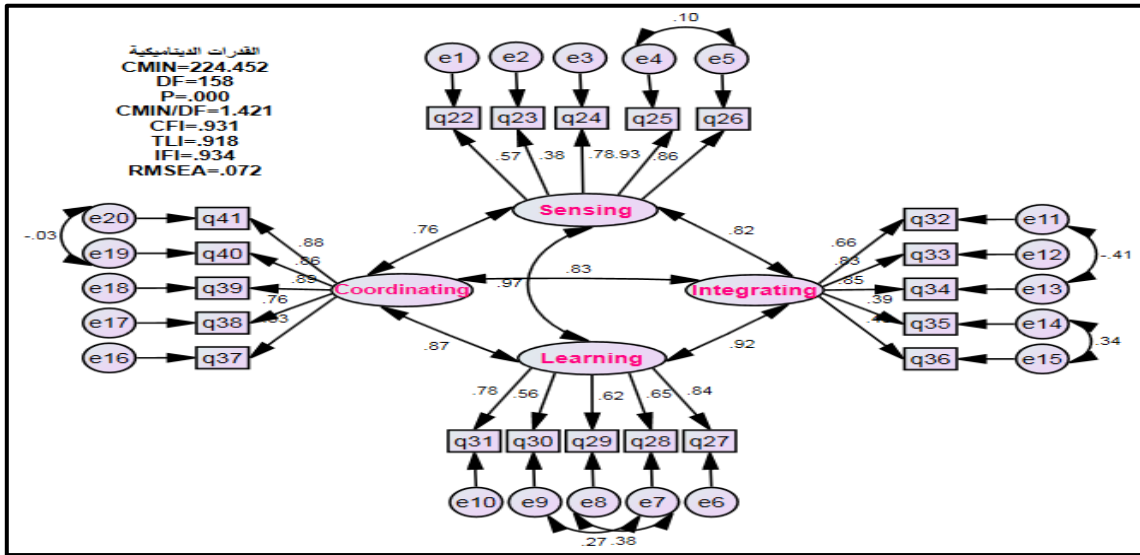 القدرات الديناميكية
CMIN=224.452
DF=158
P=.000
CMIN/DF=1.421
CFI=.931
TLI=.918
IFI=.934
RMSEA=.072
.10
e1 e2 e3 e4 e5
q22 q23 q24 q25 q26
.57 .38 .78 .93 .86
Sensing
e20 q41
-.03
e19 q40
e18 q39
e17 q38
e16 q37
.88
.86
.89
.76
Coordinating
.76
.82
.83
.97
Integrating
.66
.83
.85
.39
q32 e11
q33 e12
-.41
q34 e13
q35 e14
.34
q36 e15
.87
.92
Learning
.78 .56 .62 .65 .84
q31 q30 q29 q28 q27
e10 e9 e8 e7 e6
.27 .38